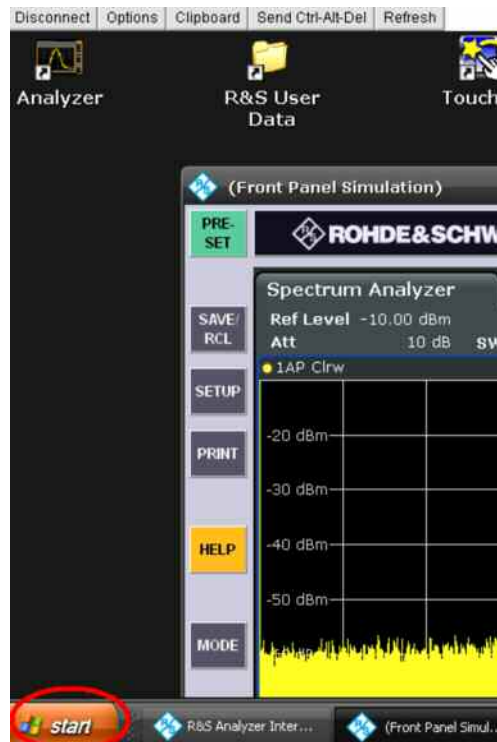 Disconnect Options Clipboard Send Ctrl-Alt-Del Refresh
Analyzer
R&S User
Data
Touch
(Front Panel Simulation)
PRE-
SET
ROHDE&SCHW
Spectrum Analyzer
SAVE/
RCL
Ref Level -10.00 dBm
Att 10 dB SW
1AP Clrw
SETUP
-20 dBm
PRINT
-30 dBm
HELP
-40 dBm
-50 dBm
MODE
start
R&S Analyzer Inter...
(Front Panel Simul...